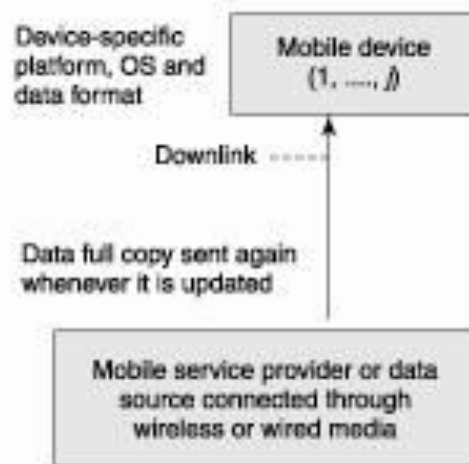 Device-specific
platform, OS and
data format
Mobile device
(1, ...., j)
Downlink
Data full copy sent again
whenever it is updated
Mobile service provider or data
source connected through
wireless or wired media